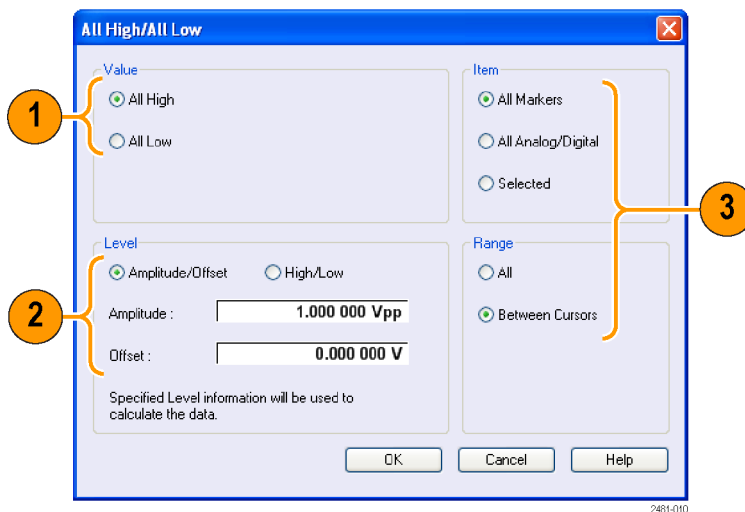 All High/All Low
Value
1
All High
All Low
Item
All Markers
All Analog/Digital
Selected
3
Level
2
Amplitude/Offset High/Low
Amplitude : 1.000 000 Vpp
Offset : 0.000 000 V
Specified Level information will be used to
calculate the data.
Range
All
Between Cursors
OK Cancel Help
2481-010